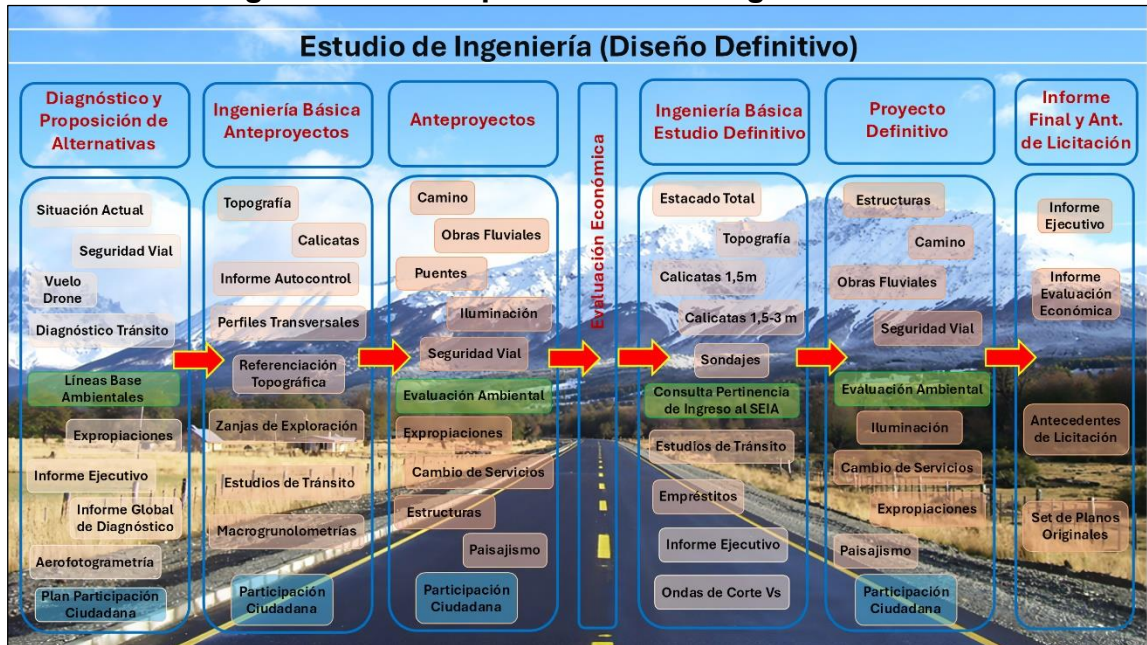 Estudio de Ingeniería (Diseño Definitivo)
Diagnóstico y
Proposición de
Alternativas
Situación Actual
Seguridad Vial
Vuelo
Drone
Diagnóstico Tránsito
Líneas Base
Ambientales
Expropiaciones
Informe Ejecutivo
Informe Global
de Diagnóstico
Aerofotogrametría
Plan Participación
Ciudadana
Ingeniería Básica
Anteproyectos
Topografía
Calicatas
Informe Autocontrol
Perfiles Transversales
Referenciación
Topográfica
Zanjas de Exploración
Estudios de Tránsito
Macrogrunolometrías
Participación
Ciudadana
Anteproyectos
Camino
Obras Fluviales
Puentes
Iluminación
Seguridad Vial
Evaluación Ambiental
Expropiaciones
Cambio de Servicios
Estructuras
Paisajismo
Participación
Ciudadana
Evaluación Económica
Ingeniería Básica
Estudio Definitivo
Estacado Total
Topografía
Calicatas 1,5m
Calicatas 1,5-3 m
Sondajes
Consulta Pertinencia
de Ingreso al SEIA
Estudios de Tránsito
Empréstitos
Informe Ejecutivo
Ondas de Corte Vs
Proyecto
Definitivo
Estructuras
Camino
Obras Fluviales
Seguridad Vial
Evaluación Ambiental
Iluminación
Cambio de Servicios
Expropiaciones
Paisajismo
Participación
Ciudadana
Informe
Final y Ant.
de Licitación
Informe
Ejecutivo
Informe
Evaluación
Económica
Antecedentes
de Licitación
Set de Planos
Originales